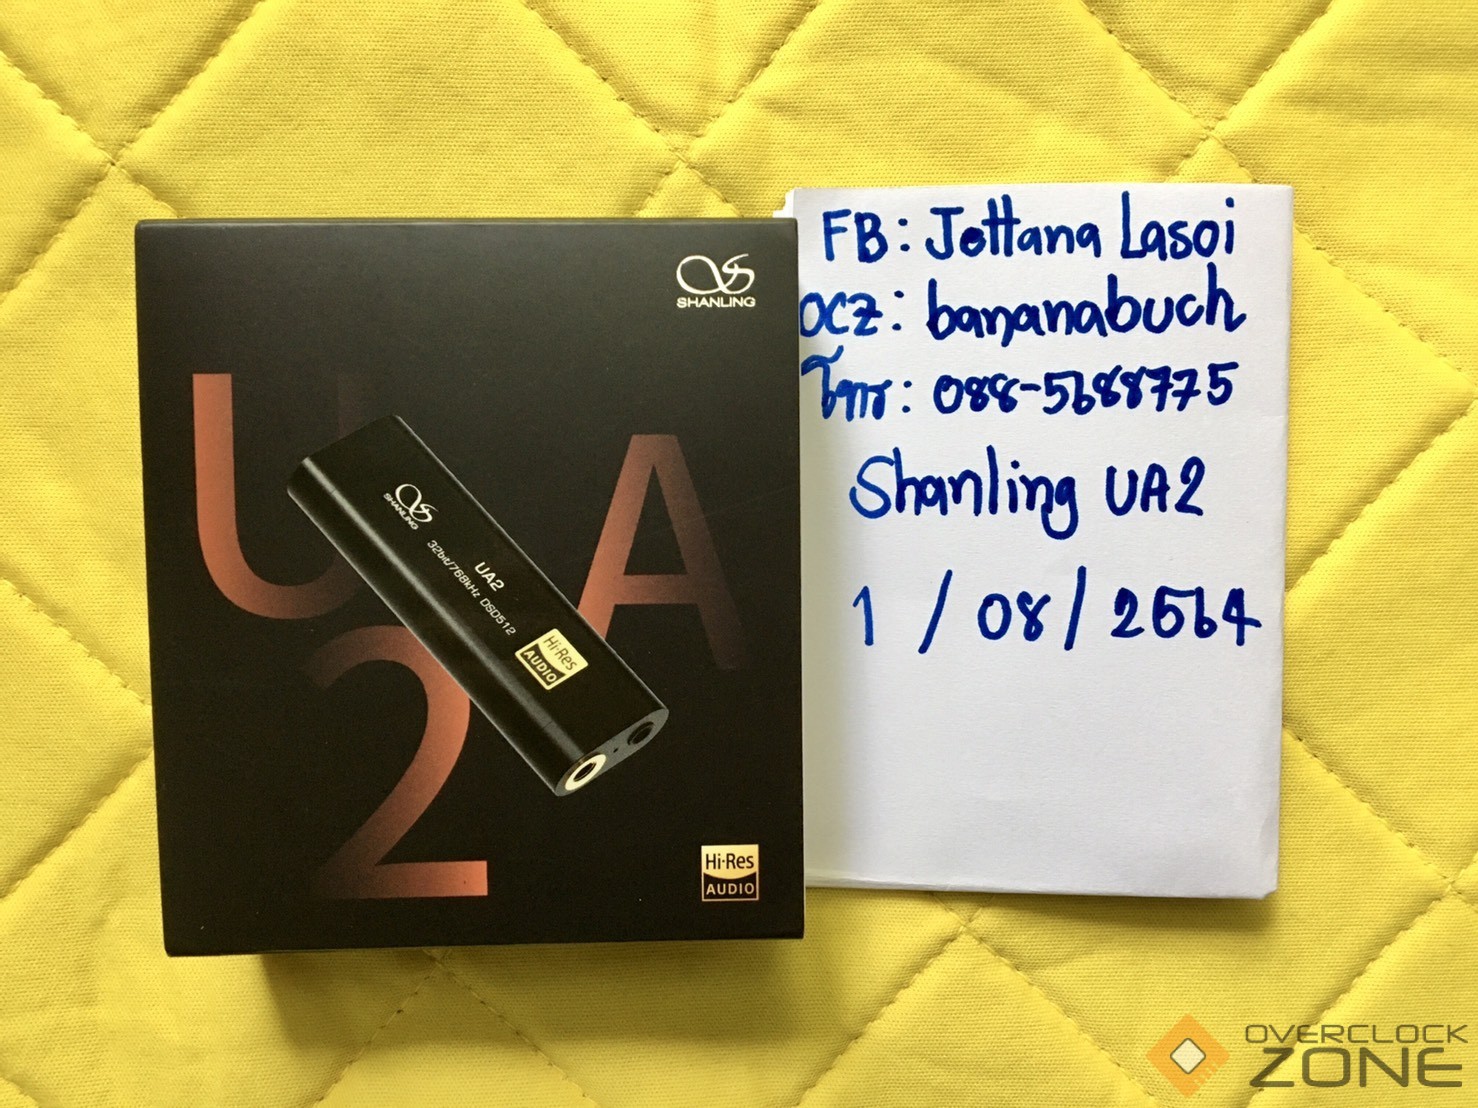 SHANLING
U A
2
SHANLING
UA2
32bit/768kHz DSD512
Hi-Res
AUDIO
Hi-Res
AUDIO
FB: Jettana Lasoi
OCZ: bananabuch
โทร: 088-5688775
Shanling UA2
1 / 08 / 2564
OVERCLOCK
ZONE